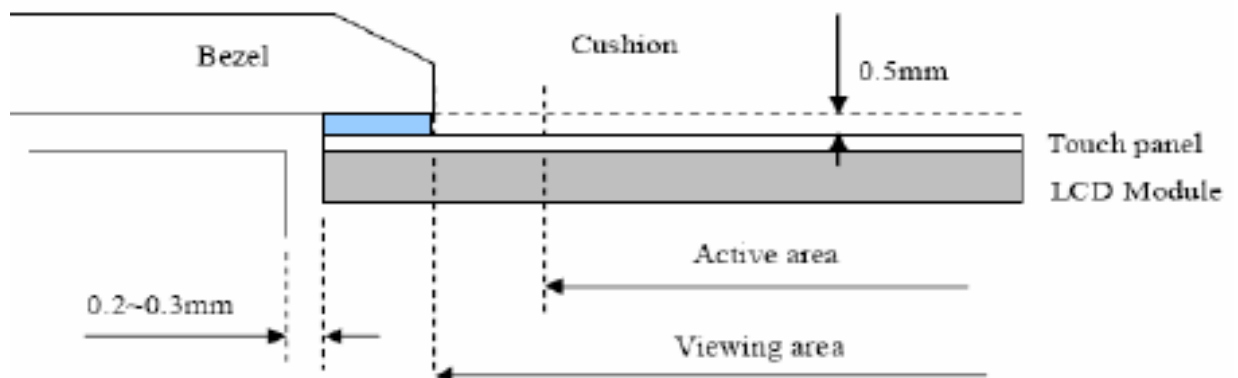 Cushion
Bezel
0.5mm
Touch panel
LCD Module
Active area
0.2~0.3mm
Viewing area